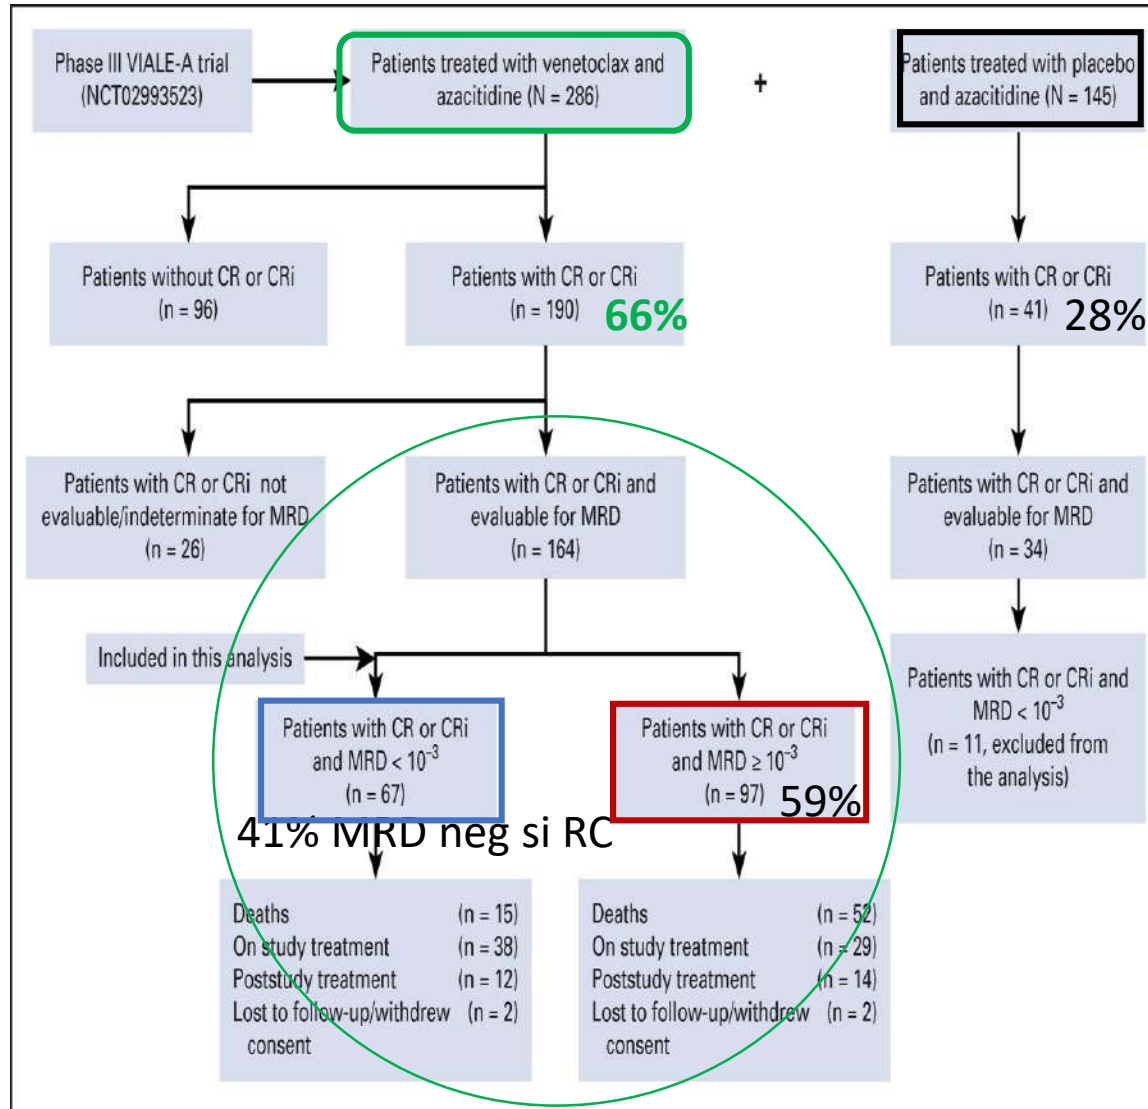 Phase III VIALE-A trial
(NCT02993523)
Patients treated with venetoclax and
azacitidine (N = 286)
+
Patients treated with placebo
and azacitidine (N = 145)
Patients without CR or CRi
(n = 96)
Patients with CR or CRi
(n = 190) 66%
Patients with CR or CRi
(n = 41) 28%
Patients with CR or CRi not
evaluable/indeterminate for MRD
(n = 26)
Patients with CR or CRi and
evaluable for MRD
(n = 164)
Patients with CR or CRi and
evaluable for MRD
(n = 34)
Included in this analysis
Patients with CR or CRi
and MRD < 10⁻³
(n = 67)
41% MRD neg si RC
Patients with CR or CRi
and MRD ≥ 10⁻³
(n = 97) 59%
Patients with CR or CRi and
MRD < 10⁻³
(n = 11, excluded from
the analysis)
Deaths (n = 15)
On study treatment (n = 38)
Poststudy treatment (n = 12)
Lost to follow-up/withdrew (n = 2)
consent
Deaths (n = 52)
On study treatment (n = 29)
Poststudy treatment (n = 14)
Lost to follow-up/withdrew (n = 2)
consent